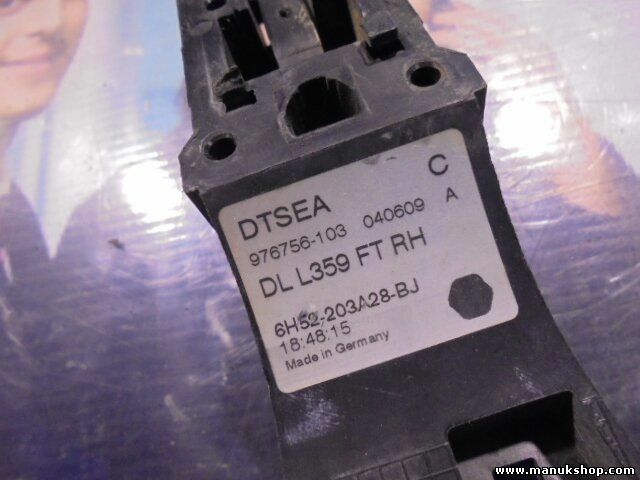 DTSEA C
976756-103 040609 A
DL L359 FT RH
6H52-203A28-BJ
18:48:15
Made in Germany
www.manukshop.com